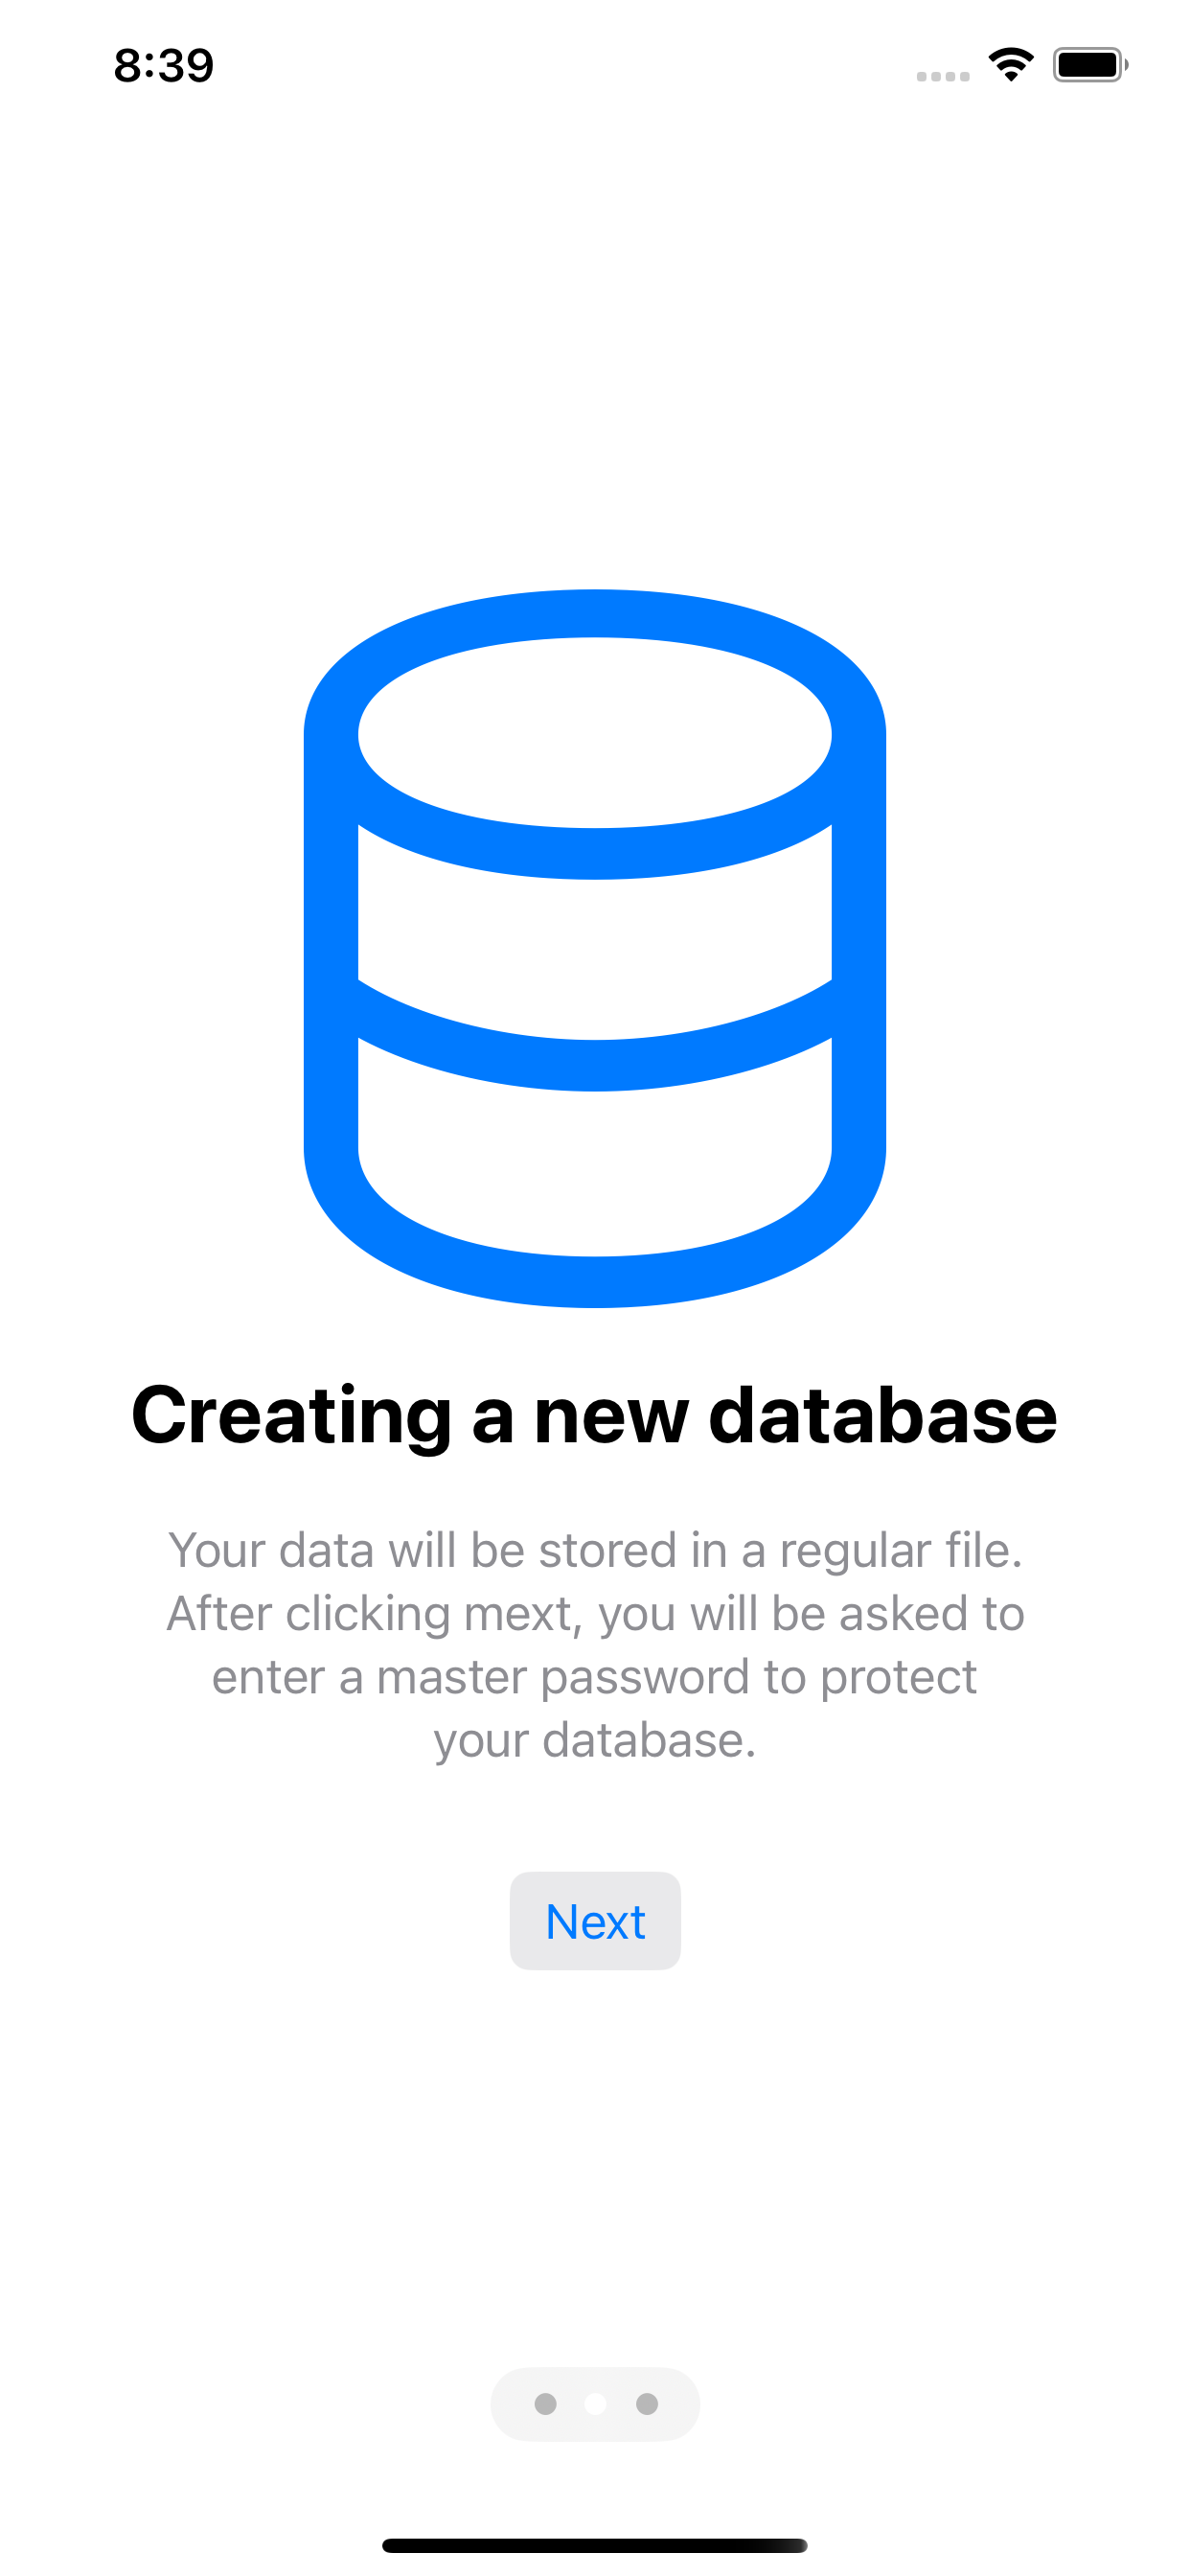 8:39
Creating a new database
Your data will be stored in a regular file.
After clicking mext, you will be asked to
enter a master password to protect
your database.
Next